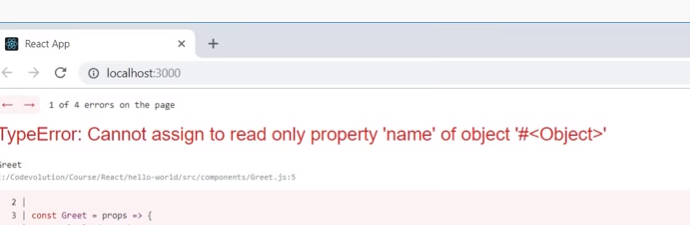 React App
localhost:3000
1 of 4 errors on the page
TypeError: Cannot assign to read only property 'name' of object '#<Object>'
Greet
:/Codevolution/Course/React/hello-world/src/components/Greet.js:5
2 |
3 | const Greet = props => {